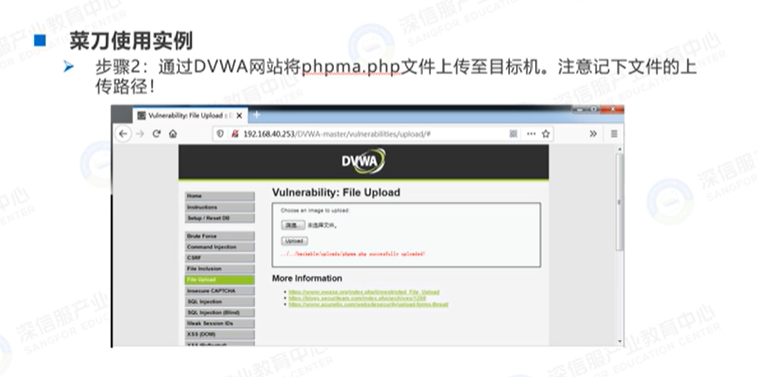 菜刀使用实例
步骤2：通过DVWA网站将phpma.php文件上传至目标机。注意记下文件的上
传路径！
Vulnerability: File Upload :: D
192.168.40.253/DVWA-master/vulnerabilities/upload/#
DVWA
Home
Instructions
Setup / Reset DB
Brute Force
Command Injection
CSRF
File Inclusion
File Upload
Insecure CAPTCHA
SQL Injection
SQL Injection (Blind)
Weak Session IDs
XSS (DOM)
Vulnerability: File Upload
Choose an image to upload:
浏览… 未选择文件。
Upload
../../hackable/uploads/phpma.php succesfully uploaded!
More Information
https://www.owasp.org/index.php/Unrestricted_File_Upload
https://blogs.securiteam.com/index.php/archives/1268
https://www.acunetix.com/websitesecurity/upload-forms-threat/
深信服产业教育中心
SANGFOR EDUCATION CENTER